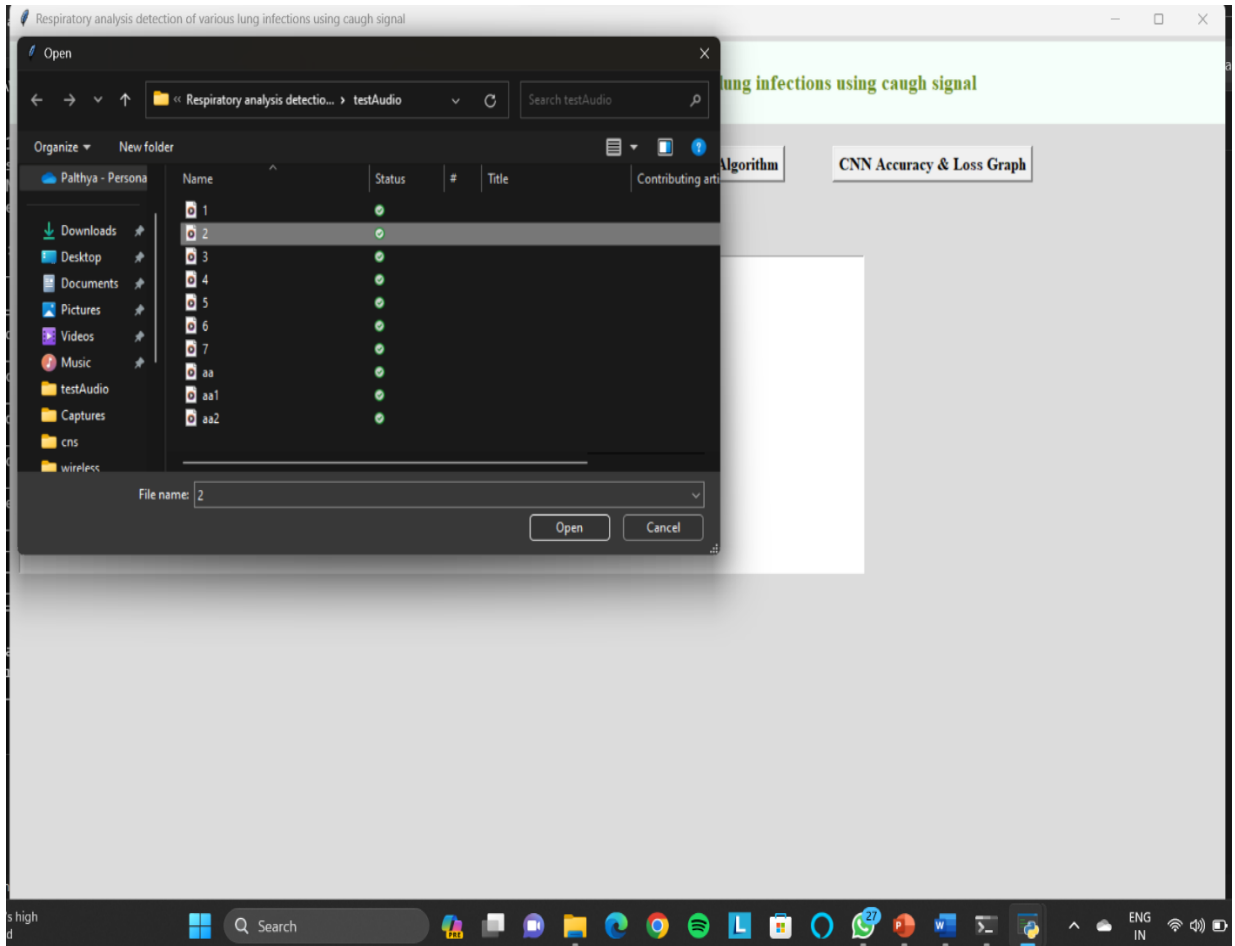 Respiratory analysis detection of various lung infections using caugh signal
Open
lung infections using caugh signal
« Respiratory analysis detectio... › testAudio
Search testAudio
Organize
New folder
Algorithm
CNN Accuracy & Loss Graph
Palthya - Persona
Name
Status
#
Title
Contributing arti
1
Downloads
2
Desktop
3
Documents
4
Pictures
5
Videos
6
Music
7
testAudio
aa
Captures
aa1
cns
aa2
wireless
File name: 2
Open
Cancel
's high
Search
PRE
L
27
P
W
ENG
IN